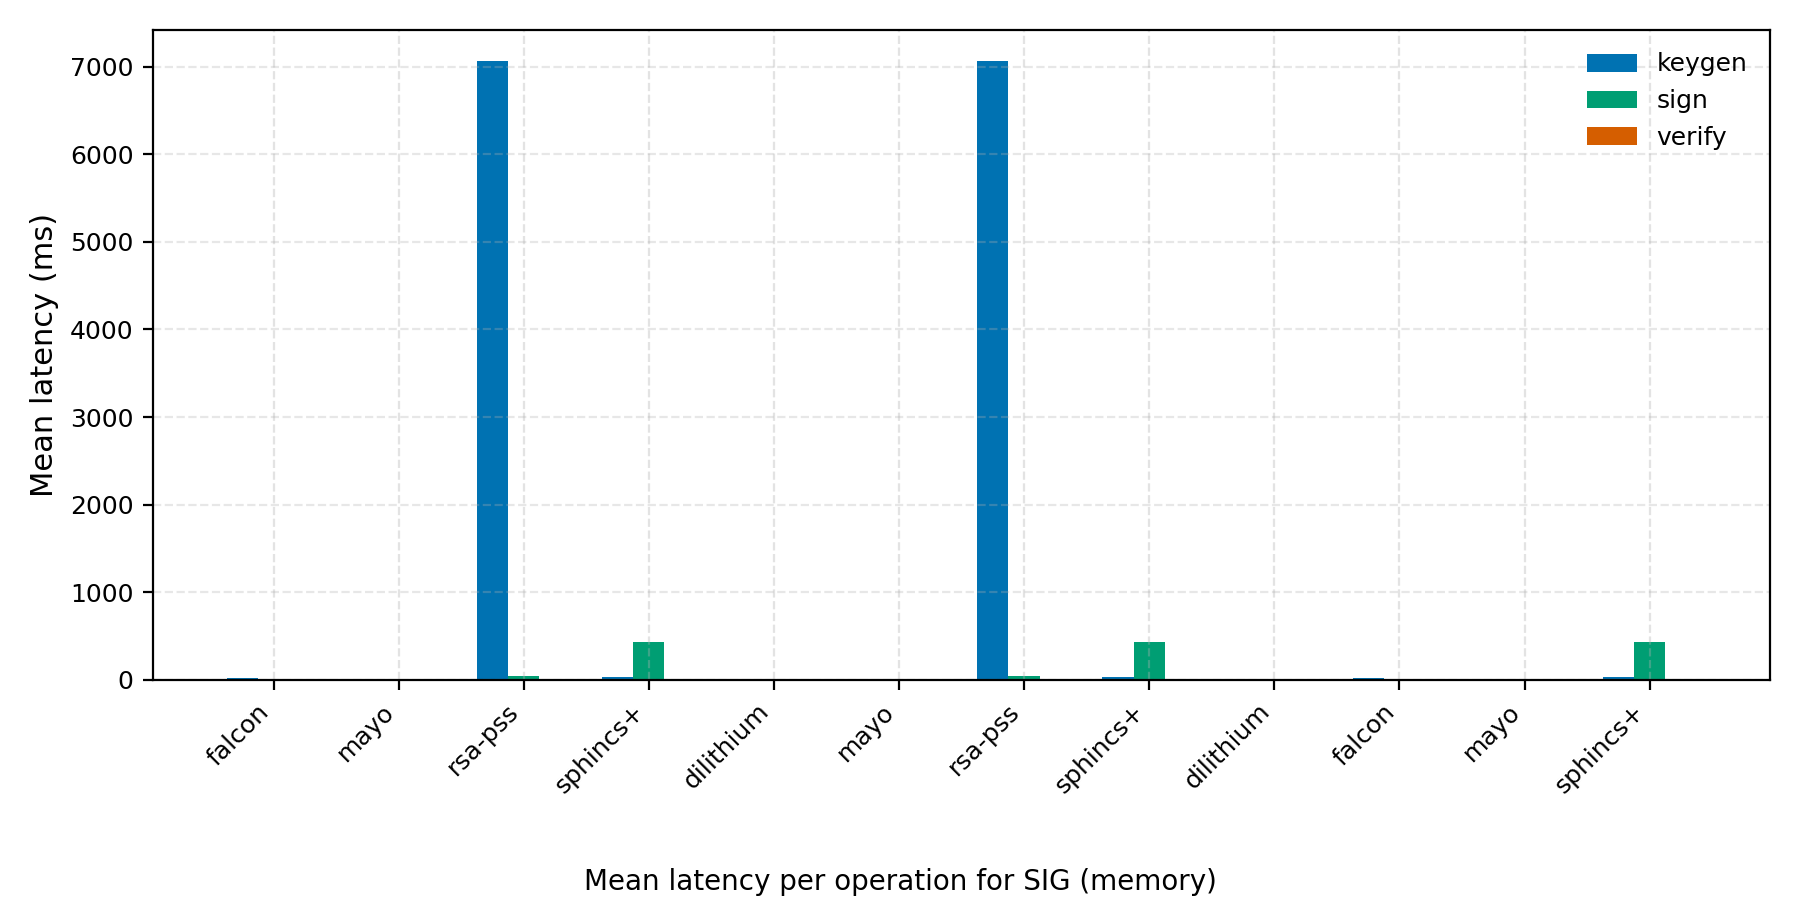 7000
6000
5000
4000
3000
2000
1000
0
Mean latency (ms)
keygen
sign
verify
falcon
mayo
rsa-pss
sphincs+
dilithium
mayo
rsa-pss
sphincs+
dilithium
falcon
mayo
sphincs+
Mean latency per operation for SIG (memory)